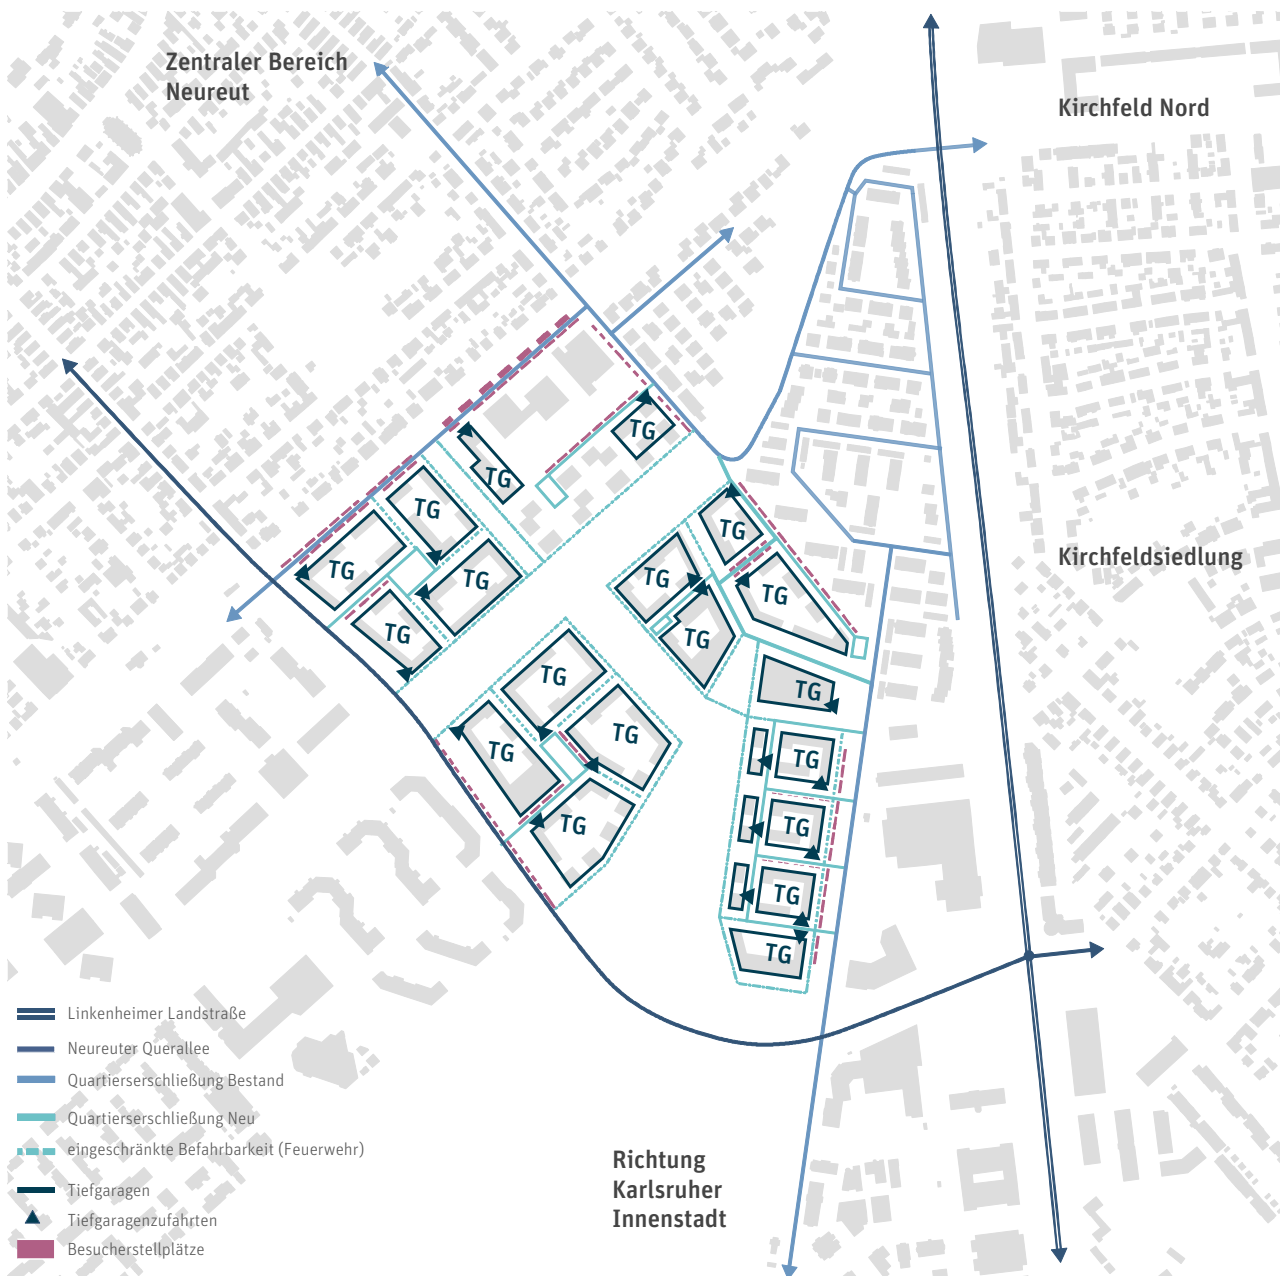 Zentraler Bereich
Neureut
Kirchfeld Nord
TG
TG
TG
TG
TG
TG
TG
TG
TG
TG
TG
Kirchfeldsiedlung
TG
TG
TG
TG
TG
TG
TG
TG
TG
Linkenheimer Landstraße
Neureuter Querallee
Quartierserschließung Bestand
Quartierserschließung Neu
eingeschränkte Befahrbarkeit (Feuerwehr)
Tiefgaragen
Tiefgaragenzufahrten
Besucherstellplätze
Richtung
Karlsruher
Innenstadt